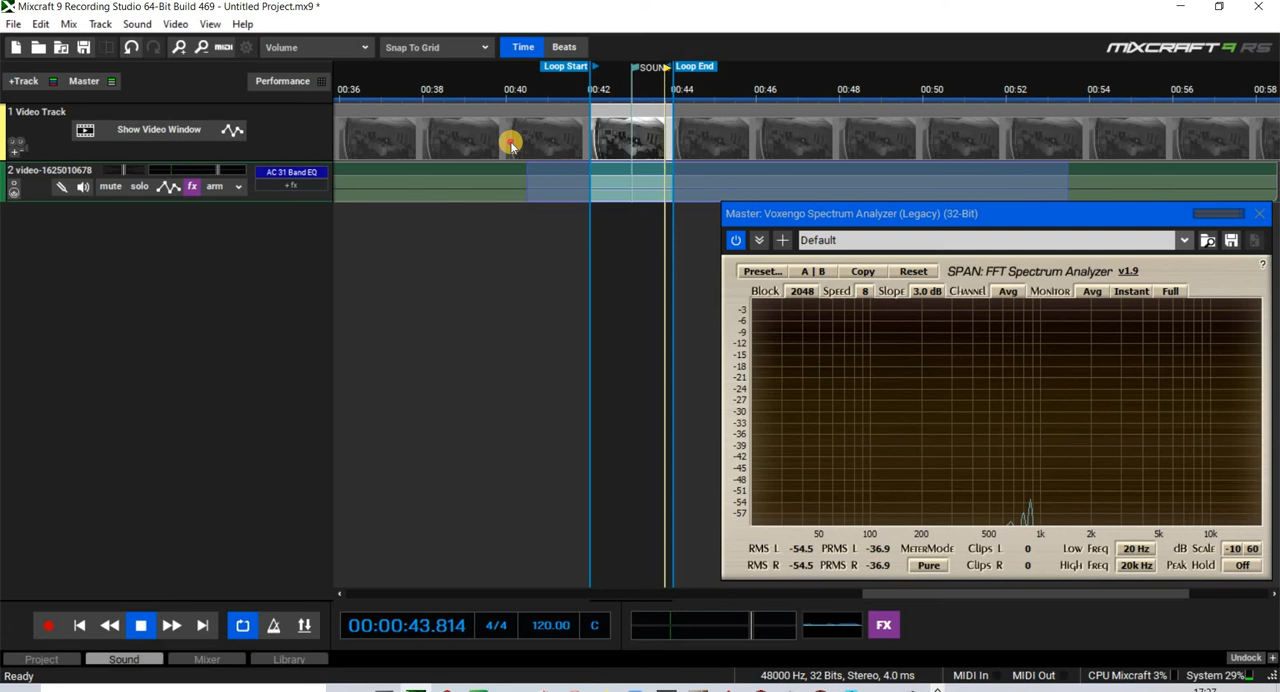 Mixcraft 9 Recording Studio 64-Bit Build 469 - Untitled Project.mx9 *
File Edit Mix Track Sound Video View Help
MIDI Volume Snap To Grid Time Beats MIXCRAFT 9 RS
Loop Start SOUN Loop End
+Track Master Performance
00:36 00:38 00:40 00:42 00:44 00:46 00:48 00:50 00:52 00:54 00:56 00:58
1 Video Track
Show Video Window
2 video-1625010678
AC 31 Band EQ
mute solo fx arm
+ fx
Master: Voxengo Spectrum Analyzer (Legacy) (32-Bit)
Default
Preset... A | B Copy Reset SPAN: FFT Spectrum Analyzer v1.9 ?
Block 2048 Speed 8 Slope 3.0 dB Channel Avg Monitor Avg Instant Full
-3
-6
-9
-12
-15
-18
-21
-24
-27
-30
-33
-36
-39
-42
-45
-48
-51
-54
-57
50 100 200 500 1k 2k 5k 10k
RMS L -54.5 PRMS L -36.9 MeterMode Clips L 0 Low Freq 20 Hz dB Scale -10 60
RMS R -54.5 PRMS R -36.9 Pure Clips R 0 High Freq 20k Hz Peak Hold Off
00:00:43.814 4/4 120.00 C FX
Project Sound Mixer Library Undock +
Ready 48000 Hz, 32 Bits, Stereo, 4.0 ms MIDI In MIDI Out CPU Mixcraft 3% System 29%